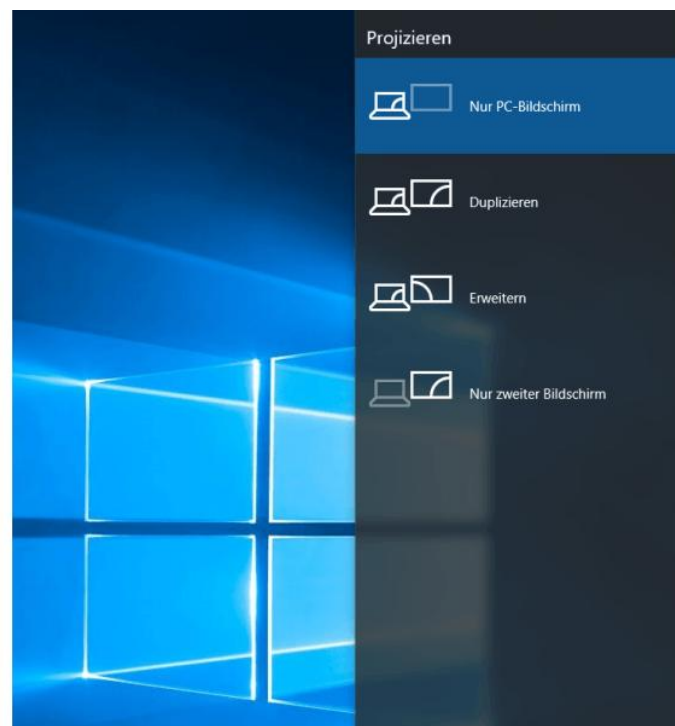 Projizieren
Nur PC-Bildschirm
Duplizieren
Erweitern
Nur zweiter Bildschirm